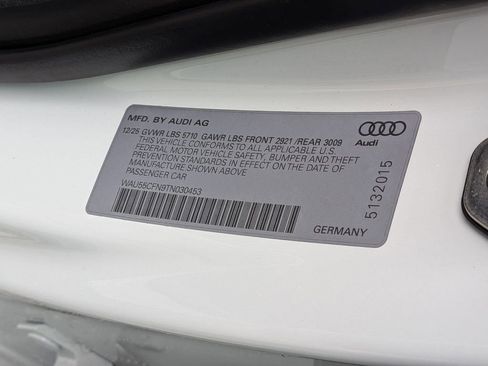 MFD. BY AUDI AG
12/25 GVWR LBS 5710 GAWR LBS FRONT 2921 /REAR 3009
THIS VEHICLE CONFORMS TO ALL APPLICABLE U.S.
FEDERAL MOTOR VEHICLE SAFETY, BUMPER AND THEFT
PREVENTION STANDARDS IN EFFECT ON THE DATE OF
MANUFACTURE SHOWN ABOVE
PASSENGER CAR
WAU55CFN9TN030453
Audi
5132015
GERMANY